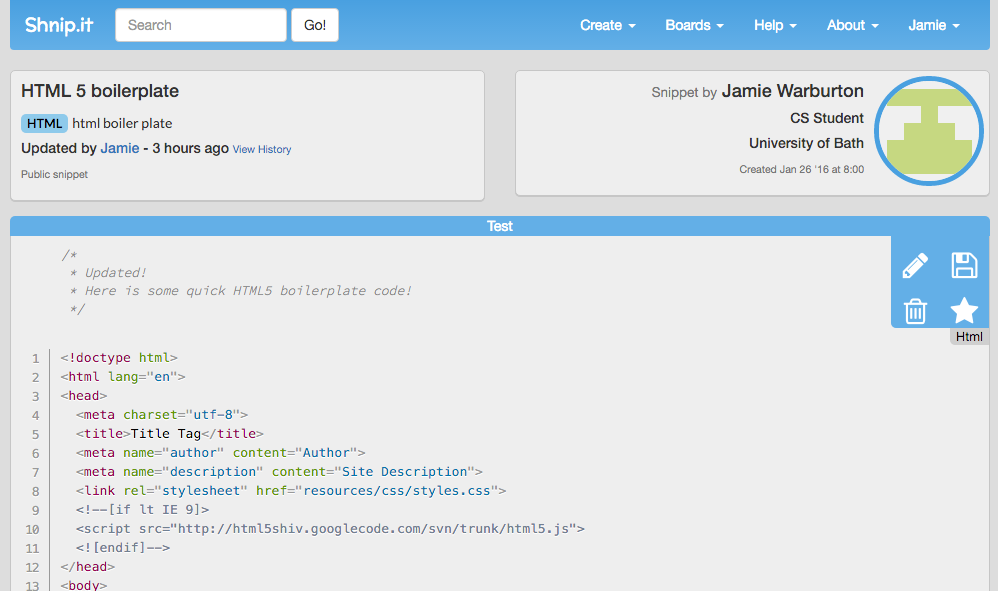 Shnip.it Search Go! Create Boards Help About Jamie
HTML 5 boilerplate
HTML html boiler plate
Updated by Jamie - 3 hours ago View History
Public snippet
Snippet by Jamie Warburton
CS Student
University of Bath
Created Jan 26 '16 at 8:00
Test
/*
* Updated!
* Here is some quick HTML5 boilerplate code!
*/
Html
1 <!doctype html>
2 <html lang="en">
3 <head>
4 <meta charset="utf-8">
5 <title>Title Tag</title>
6 <meta name="author" content="Author">
7 <meta name="description" content="Site Description">
8 <link rel="stylesheet" href="resources/css/styles.css">
9 <!--[if lt IE 9]>
10 <script src="http://html5shiv.googlecode.com/svn/trunk/html5.js">
11 <![endif]-->
12 </head>
13 <body>